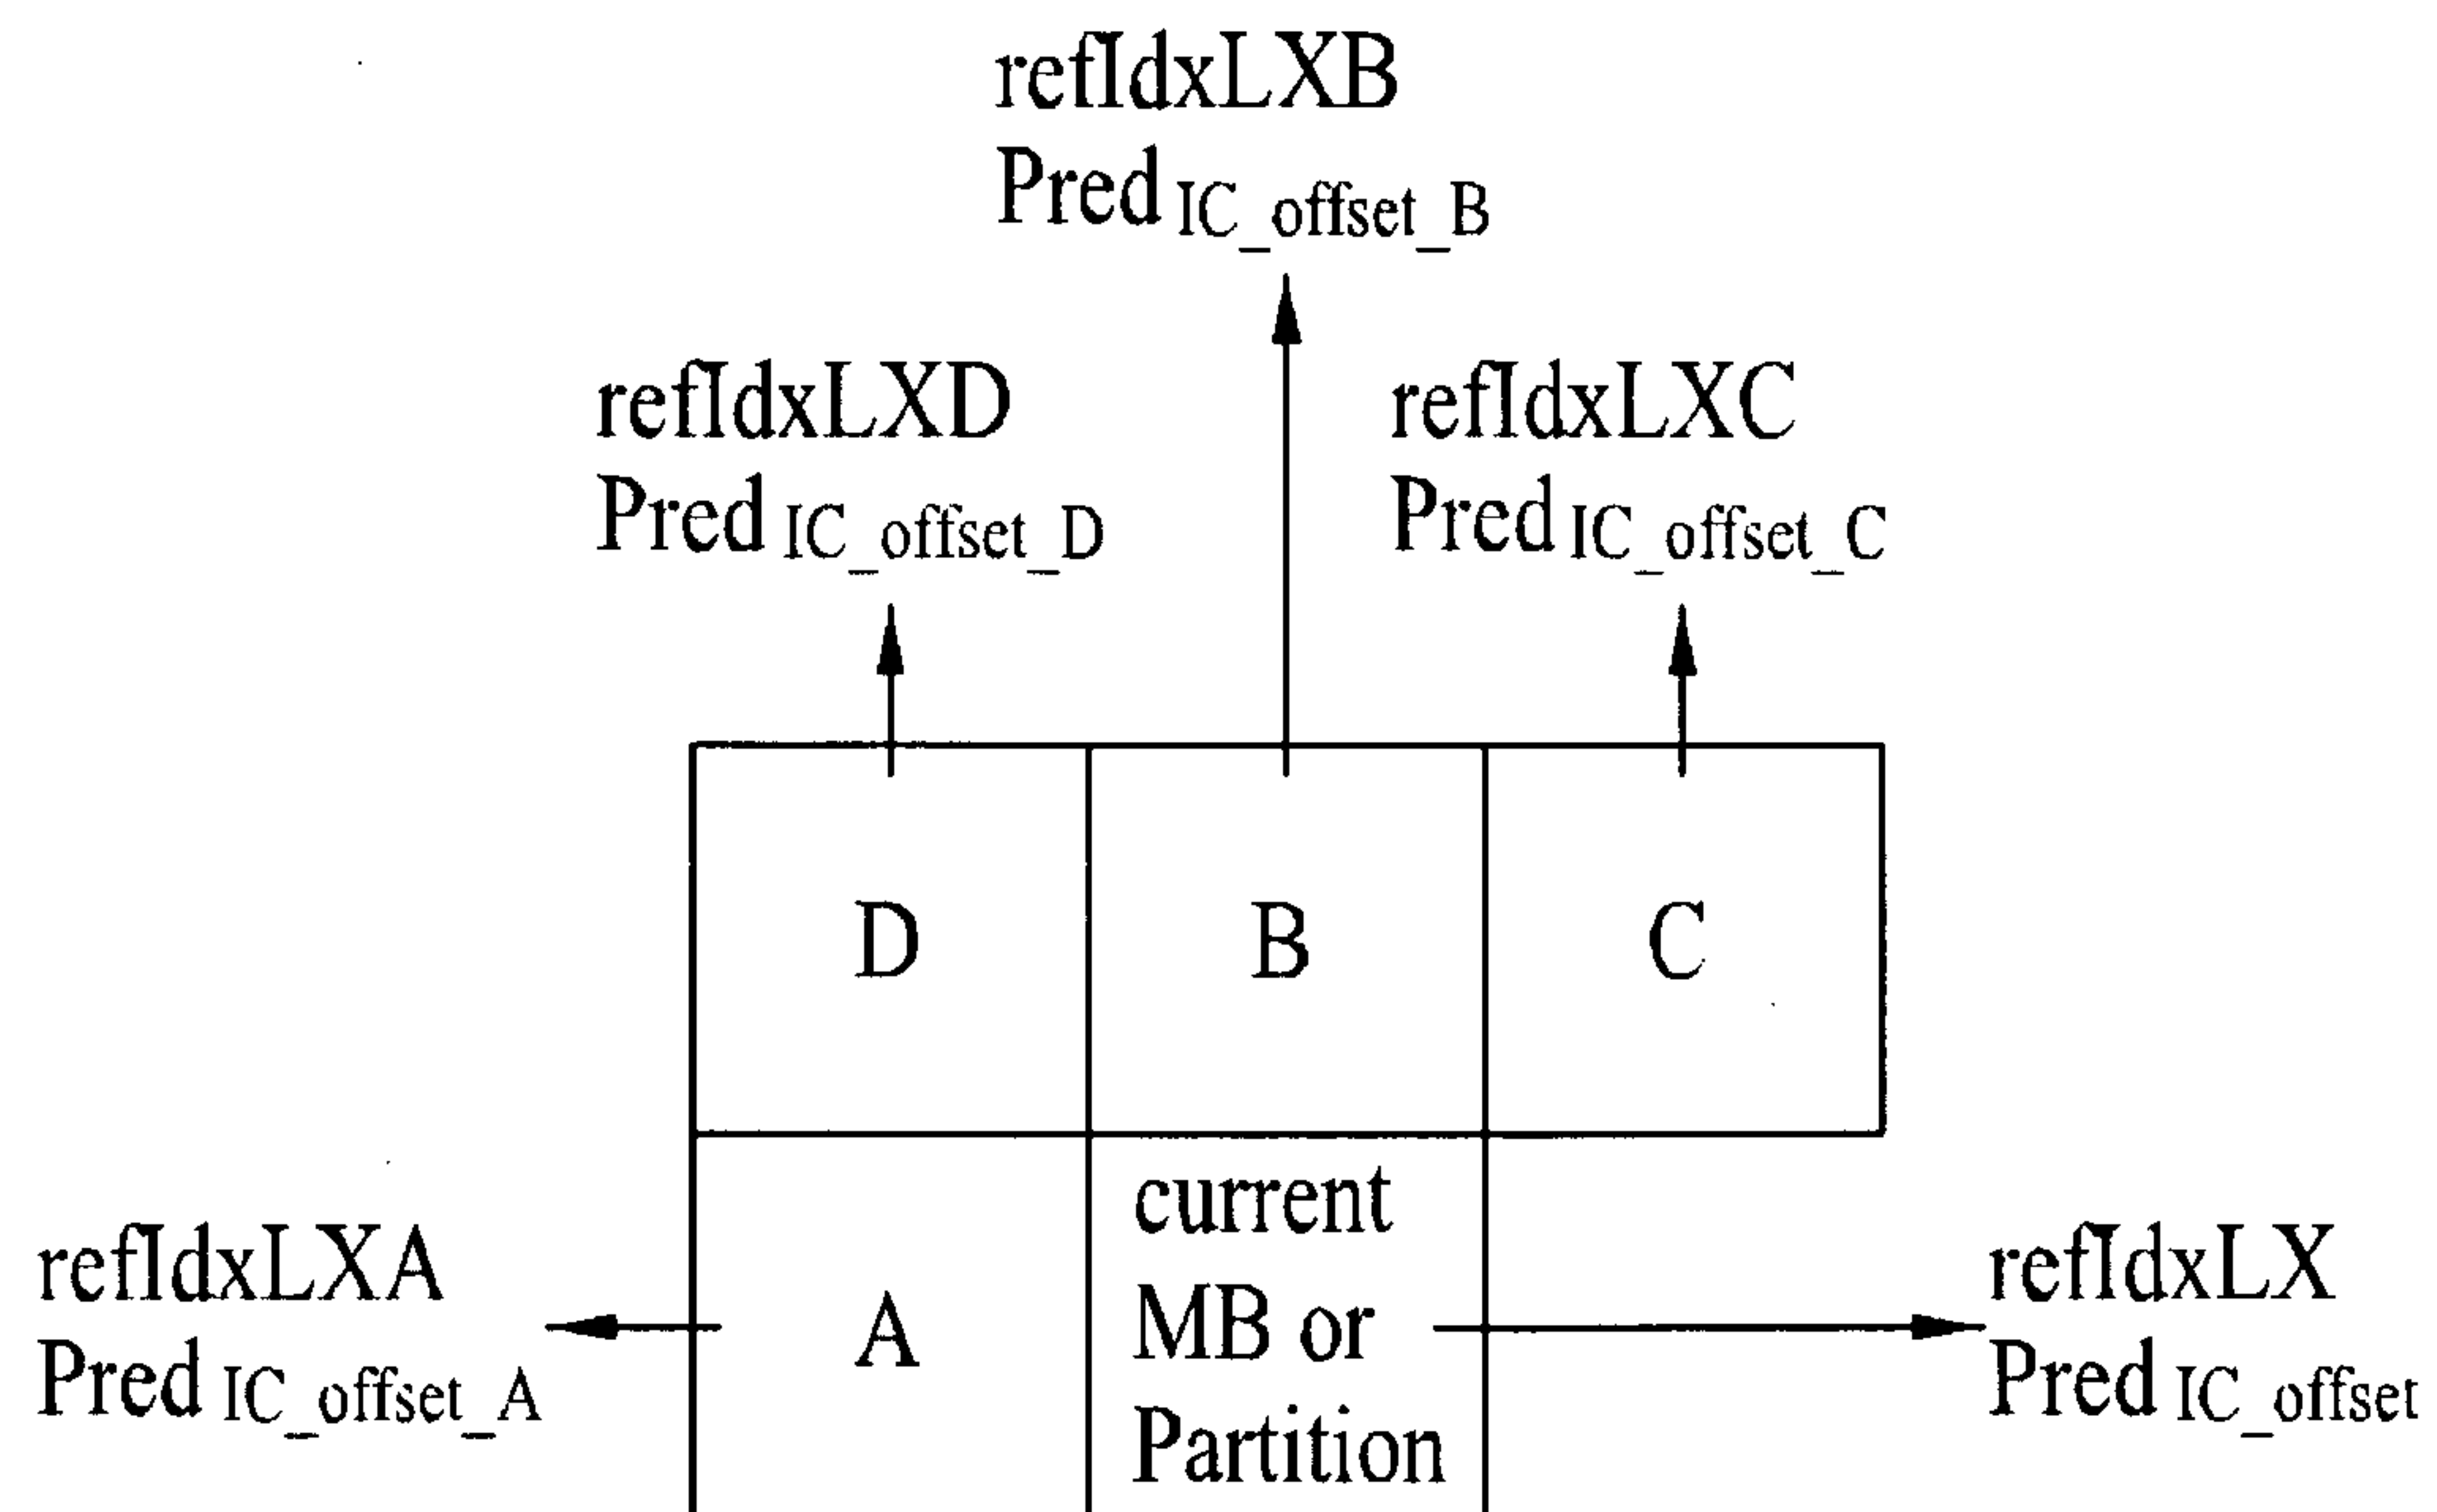 refIdxLXB
Pred IC_offset_B
refIdxLXD
Pred IC_offset_D
refIdxLXC
Pred IC_offset_C
D
B
C
refIdxLXA
Pred IC_offset_A
A
current
MB or
Partition
refIdxLX
Pred IC_offset